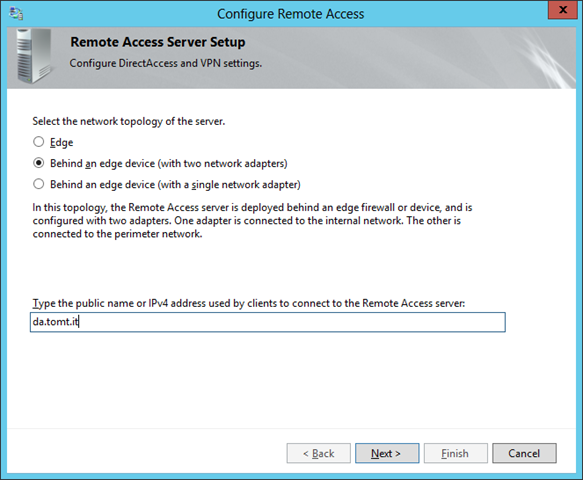 Configure Remote Access
x
Remote Access Server Setup
Configure DirectAccess and VPN settings.
Select the network topology of the server.
Edge
Behind an edge device (with two network adapters)
Behind an edge device (with a single network adapter)
In this topology, the Remote Access server is deployed behind an edge firewall or device, and is
configured with two adapters. One adapter is connected to the internal network. The other is
connected to the perimeter network.
Type the public name or IPv4 address used by clients to connect to the Remote Access server:
da.tomt.it
< Back
Next >
Finish
Cancel